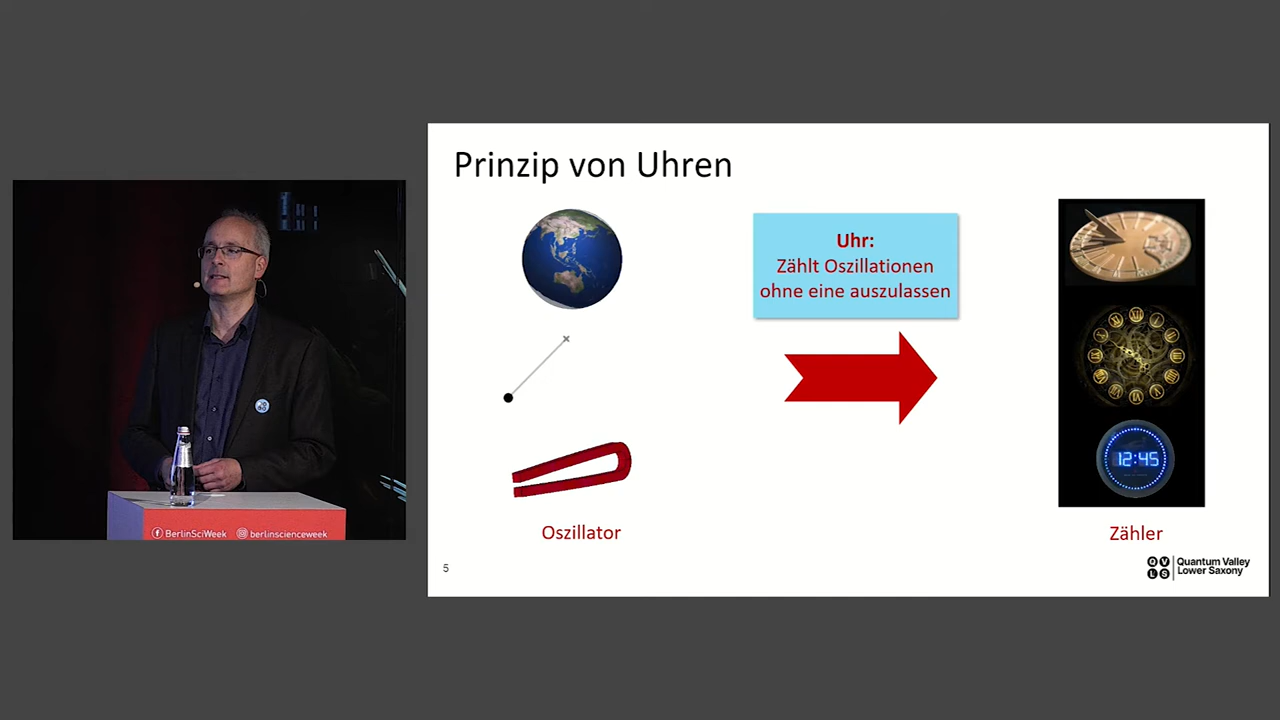 Prinzip von Uhren
Uhr:
Zählt Oszillationen
ohne eine auszulassen
12:45
Oszillator
Zähler
BerlinSciWeek berlinscienceweek
5
QVLS Quantum Valley
Lower Saxony